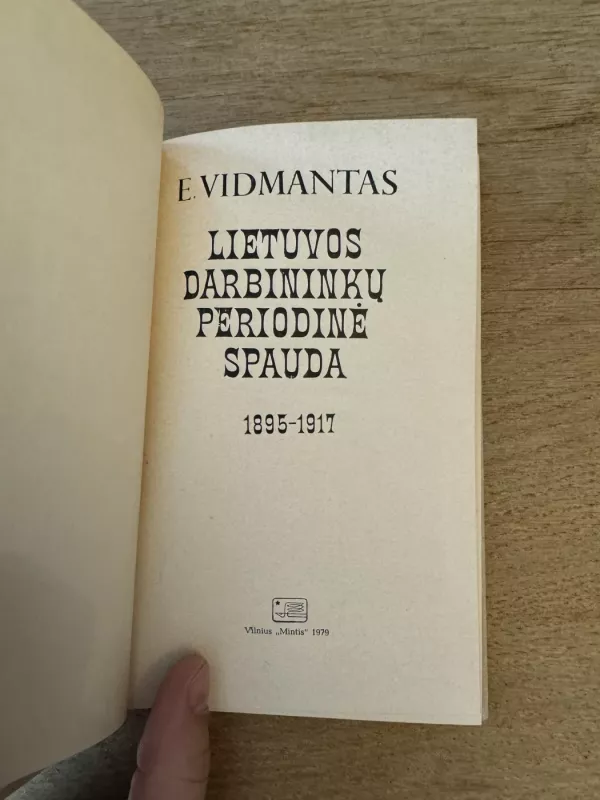 E. VIDMANTAS
LIETUVOS
DARBININKŲ
PERIODINĖ
SPAUDA
1895-1917
Vilnius „Mintis“ 1979